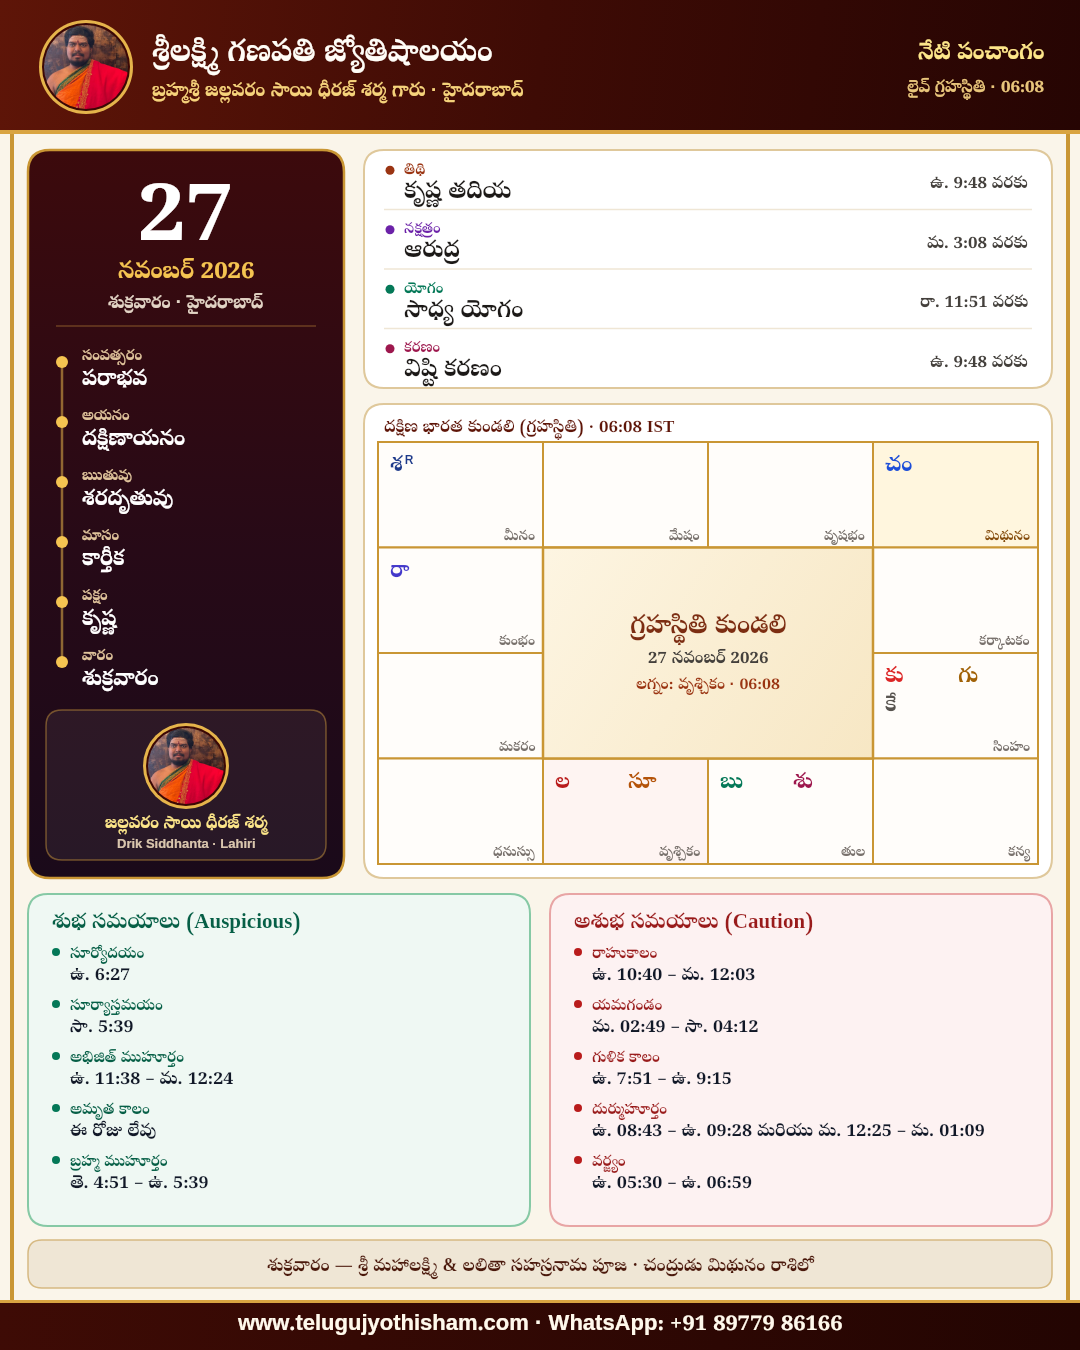 శ్రీలక్ష్మి గణపతి జ్యోతిషాలయం
బ్రహ్మశ్రీ జల్లవరం సాయి ధీరజ్ శర్మ గారు · హైదరాబాద్
నేటి పంచాంగం
లైవ్ గ్రహస్థితి · 06:08
27
నవంబర్ 2026
శుక్రవారం · హైదరాబాద్
సంవత్సరం
పరాభవ
అయనం
దక్షిణాయనం
ఋతువు
శరదృతువు
మాసం
కార్తీక
పక్షం
కృష్ణ
వారం
శుక్రవారం
జల్లవరం సాయి ధీరజ్ శర్మ
Drik Siddhanta · Lahiri
తిథి
కృష్ణ తదియ
ఉ. 9:48 వరకు
నక్షత్రం
ఆరుద్ర
మ. 3:08 వరకు
యోగం
సాధ్య యోగం
రా. 11:51 వరకు
కరణం
విష్టి కరణం
ఉ. 9:48 వరకు
దక్షిణ భారత కుండలి (గ్రహస్థితి) · 06:08 IST
శᴿ
చం
మీనం
మేషం
వృషభం
మిథునం
రా
కుంభం
కర్కాటకం
గ్రహస్థితి కుండలి
27 నవంబర్ 2026
లగ్నం: వృశ్చికం · 06:08
కు గు
కే
మకరం
సింహం
ల సూ
బు శు
ధనుస్సు
వృశ్చికం
తుల
కన్య
శుభ సమయాలు (Auspicious)
సూర్యోదయం
ఉ. 6:27
సూర్యాస్తమయం
సా. 5:39
అభిజిత్ ముహూర్తం
ఉ. 11:38 – మ. 12:24
అమృత కాలం
ఈ రోజు లేవు
బ్రహ్మ ముహూర్తం
తె. 4:51 – ఉ. 5:39
అశుభ సమయాలు (Caution)
రాహుకాలం
ఉ. 10:40 – మ. 12:03
యమగండం
మ. 02:49 – సా. 04:12
గుళిక కాలం
ఉ. 7:51 – ఉ. 9:15
దుర్ముహూర్తం
ఉ. 08:43 – ఉ. 09:28 మరియు మ. 12:25 – మ. 01:09
వర్జ్యం
ఉ. 05:30 – ఉ. 06:59
శుక్రవారం — శ్రీ మహాలక్ష్మి & లలితా సహస్రనామ పూజ · చంద్రుడు మిథునం రాశిలో
www.telugujyothisham.com · WhatsApp: +91 89779 86166